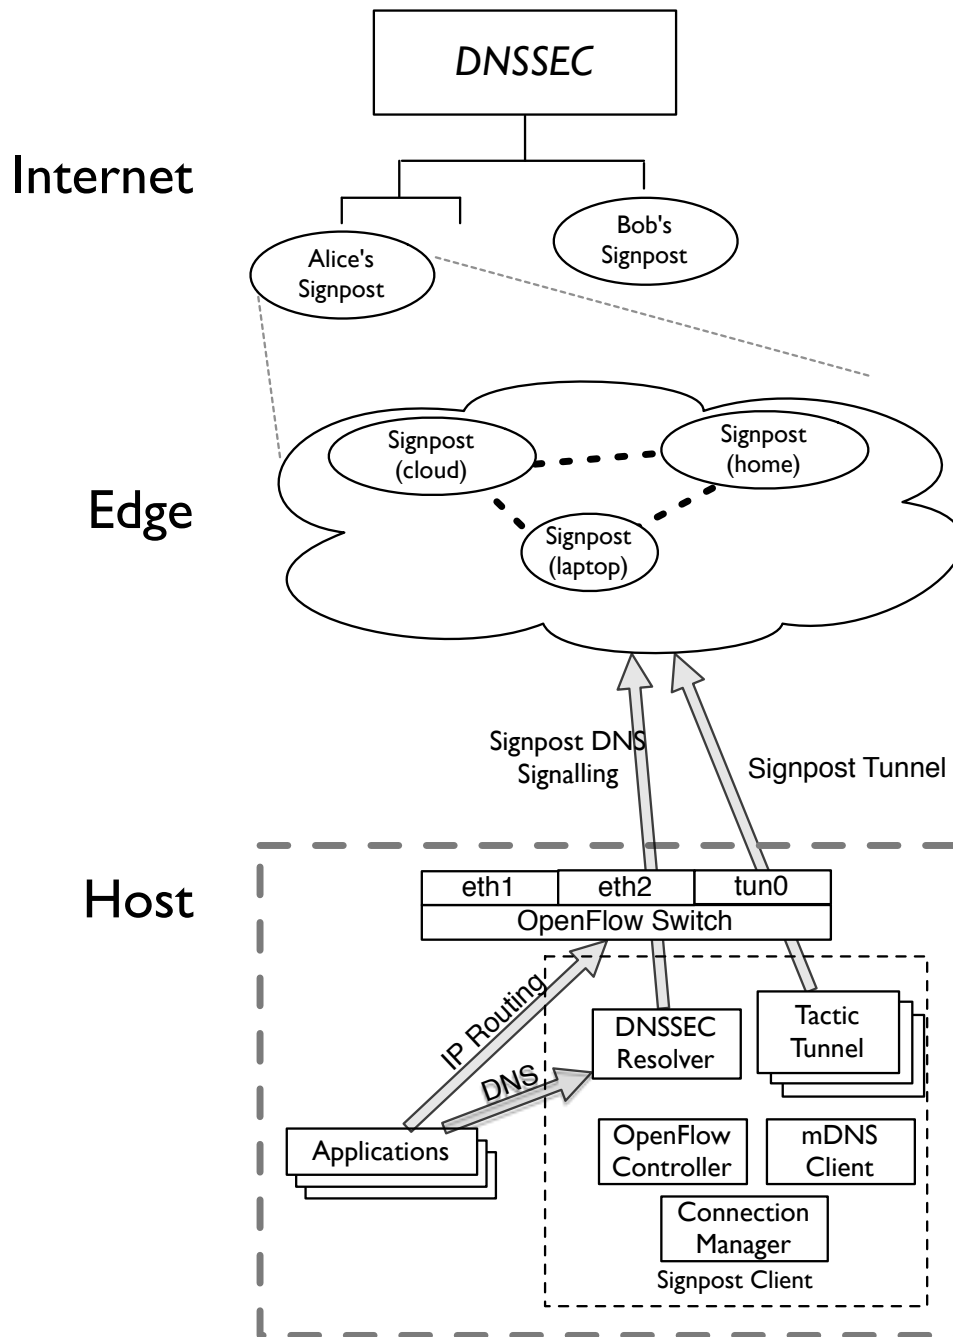 DNSSEC
Internet
Bob's
Signpost
Alice's
Signpost
Signpost
(cloud)
Signpost
(home)
Edge
Signpost
(laptop)
Signpost DNS
Signalling
Signpost Tunnel
Host
eth1
eth2
tun0
OpenFlow Switch
IP Routing
DNS
DNSSEC
Resolver
Tactic
Tunnel
Applications
OpenFlow
Controller
mDNS
Client
Connection
Manager
Signpost Client